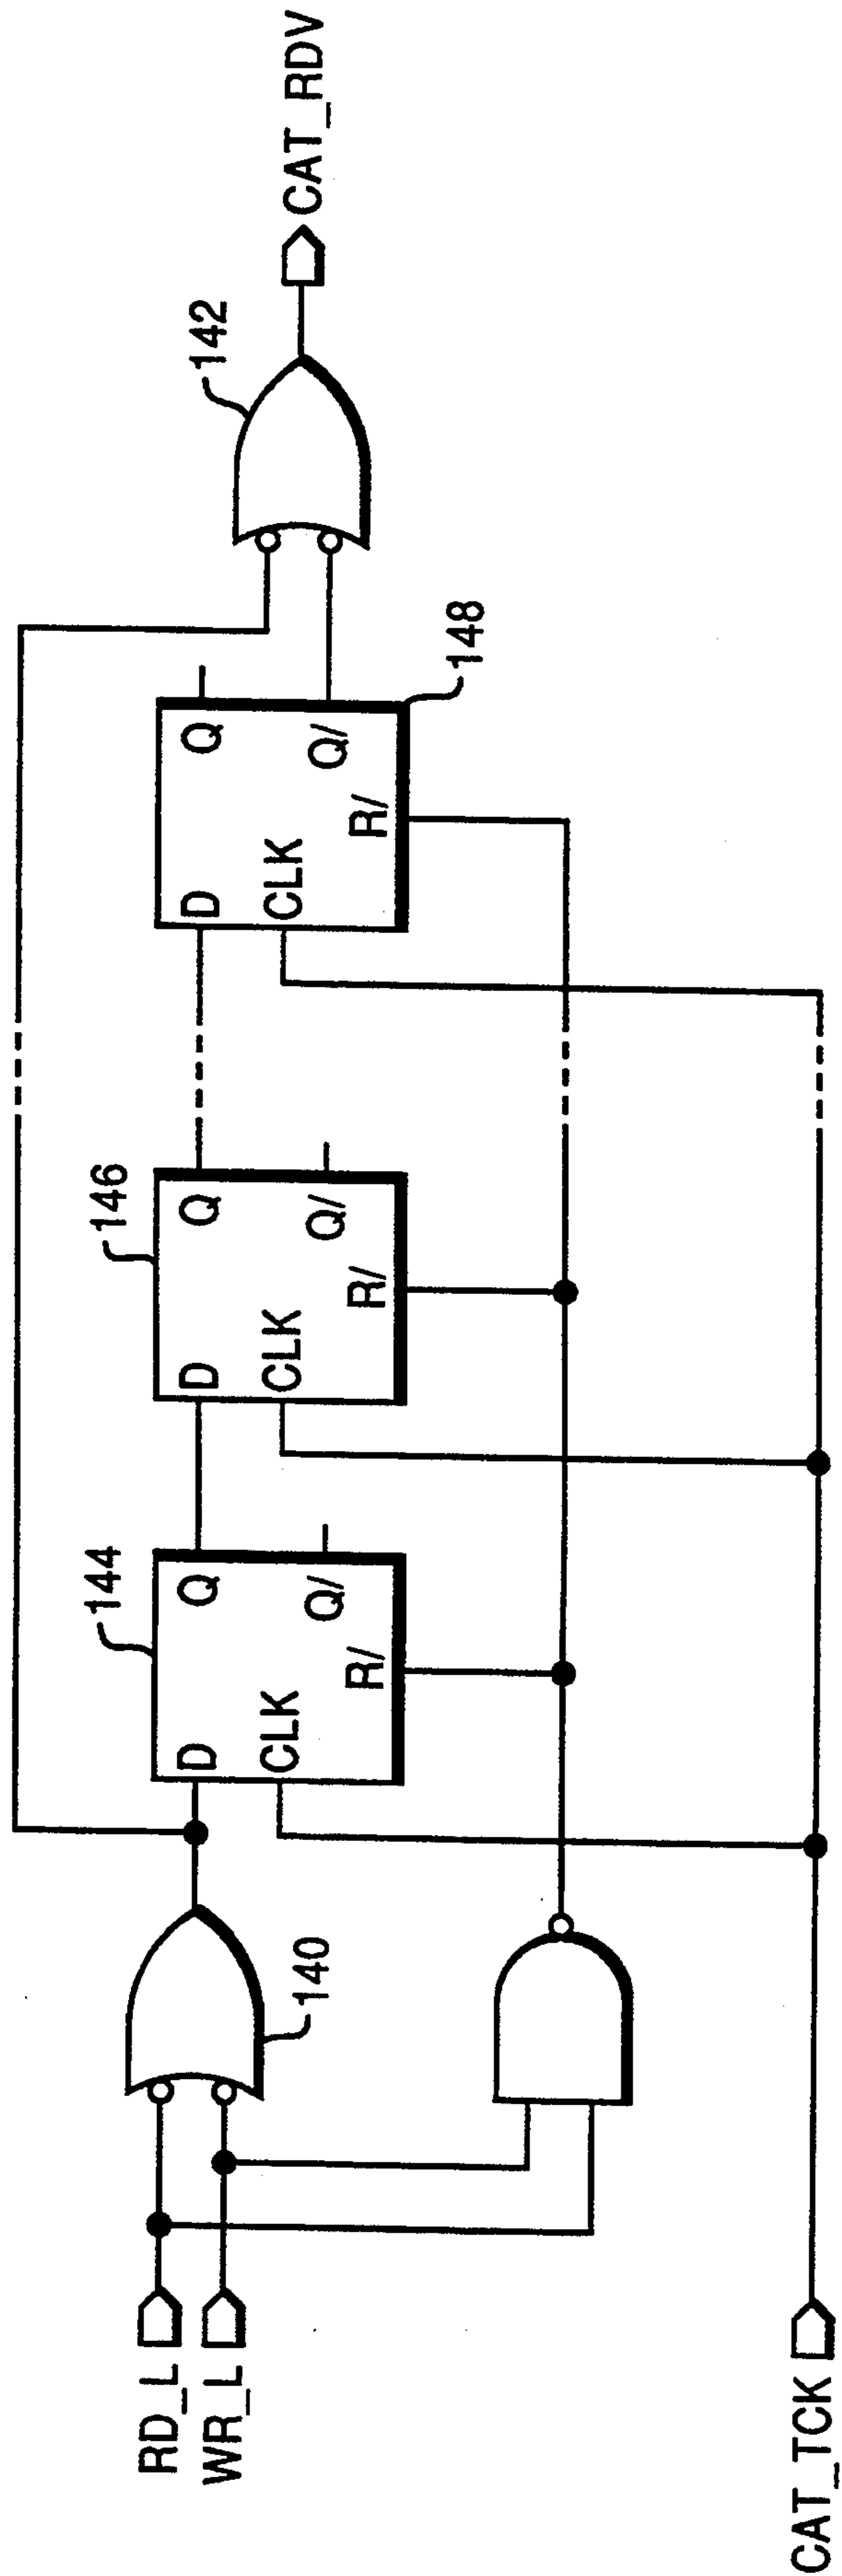 RD_L
WR_L
CAT_TCK
140
D
Q
CLK
Q/
R/
144
D
Q
CLK
Q/
R/
146
D
Q
CLK
Q/
R/
148
142
CAT_RDV